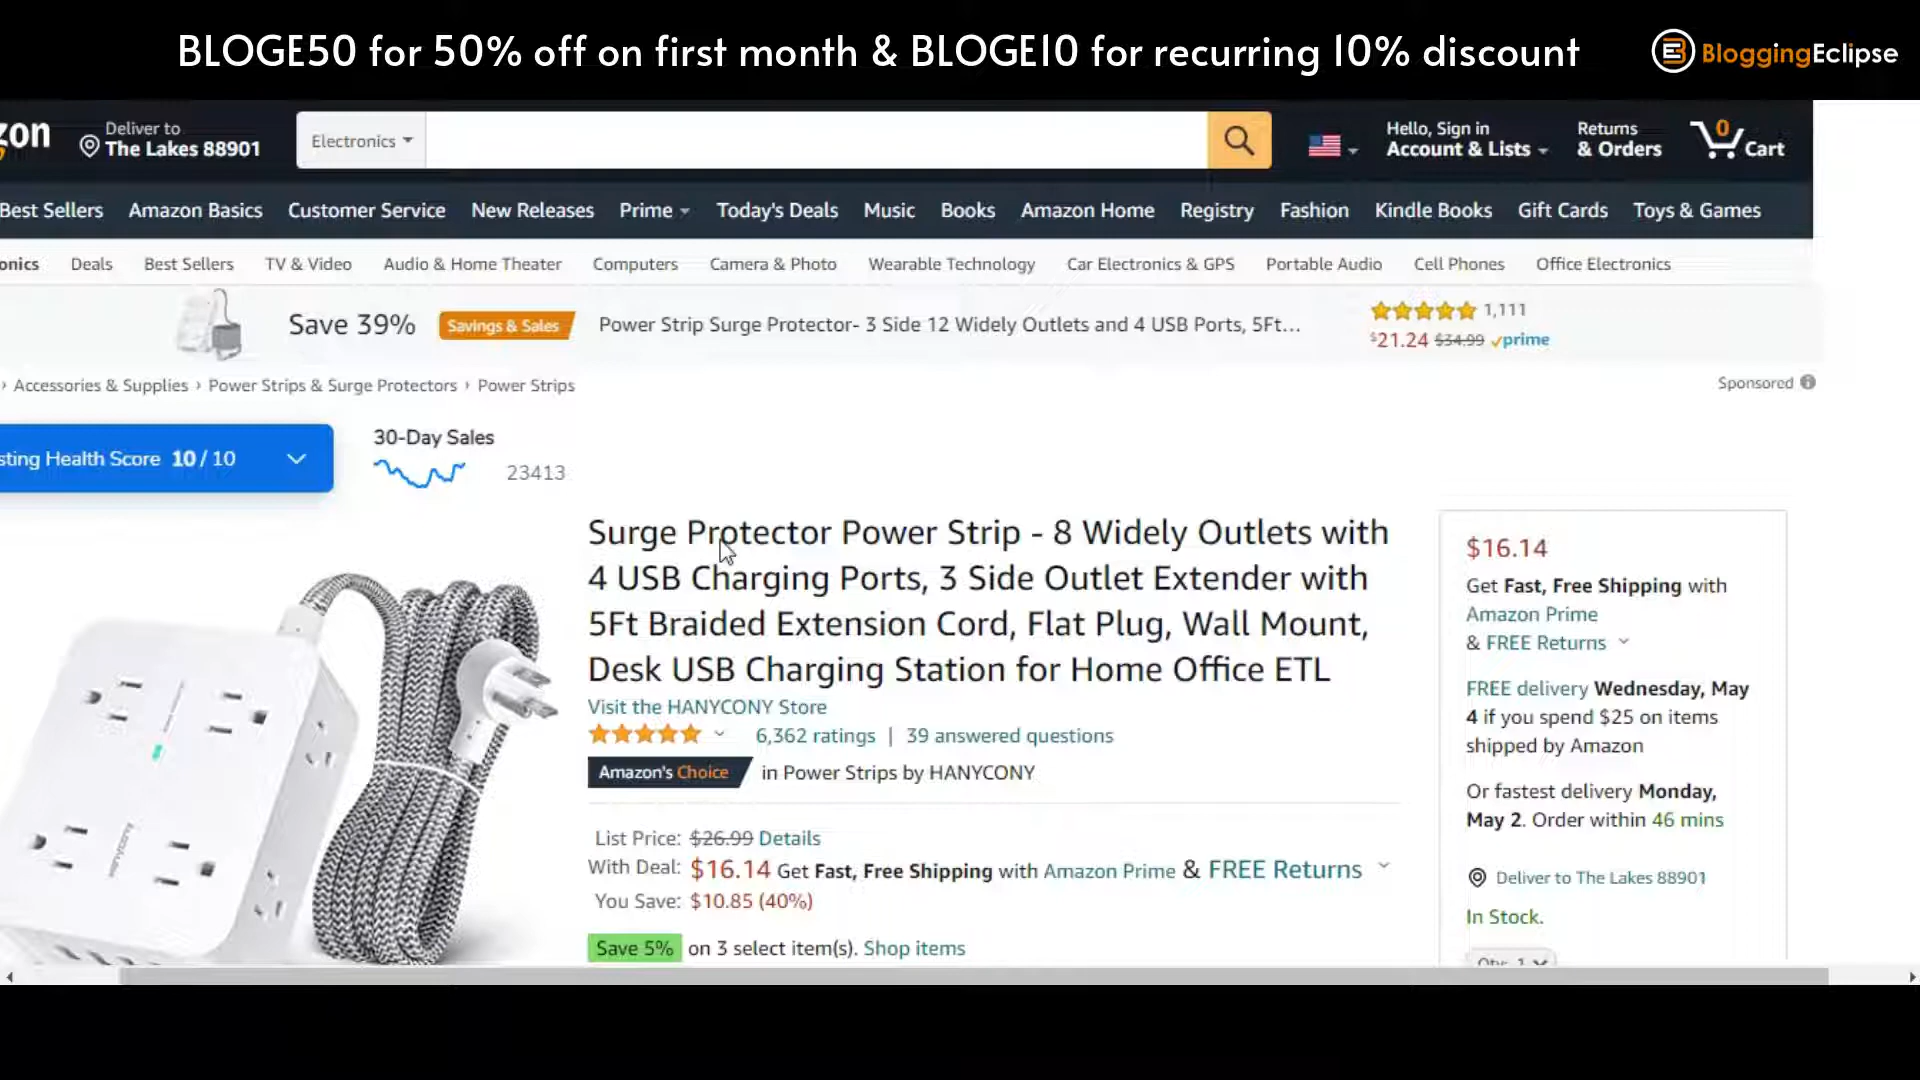 BLOGE50 for 50% off on first month & BLOGE10 for recurring 10% discount
BloggingEclipse
zon
Deliver to
The Lakes 88901
Electronics
Hello, Sign in
Account & Lists
Returns
& Orders
0
Cart
Best Sellers Amazon Basics Customer Service New Releases Prime Today's Deals Music Books Amazon Home Registry Fashion Kindle Books Gift Cards Toys & Games
onics Deals Best Sellers TV & Video Audio & Home Theater Computers Camera & Photo Wearable Technology Car Electronics & GPS Portable Audio Cell Phones Office Electronics
Save 39% Savings & Sales Power Strip Surge Protector- 3 Side 12 Widely Outlets and 4 USB Ports, 5Ft...
1,111
$21.24 $34.99 prime
› Accessories & Supplies › Power Strips & Surge Protectors › Power Strips
Sponsored
sting Health Score 10 / 10
30-Day Sales
23413
Surge Protector Power Strip - 8 Widely Outlets with
4 USB Charging Ports, 3 Side Outlet Extender with
5Ft Braided Extension Cord, Flat Plug, Wall Mount,
Desk USB Charging Station for Home Office ETL
Visit the HANYCONY Store
6,362 ratings | 39 answered questions
Amazon's Choice in Power Strips by HANYCONY
List Price: $26.99 Details
With Deal: $16.14 Get Fast, Free Shipping with Amazon Prime & FREE Returns
You Save: $10.85 (40%)
Save 5% on 3 select item(s). Shop items
$16.14
Get Fast, Free Shipping with
Amazon Prime
& FREE Returns
FREE delivery Wednesday, May
4 if you spend $25 on items
shipped by Amazon
Or fastest delivery Monday,
May 2. Order within 46 mins
Deliver to The Lakes 88901
In Stock.
Qty: 1